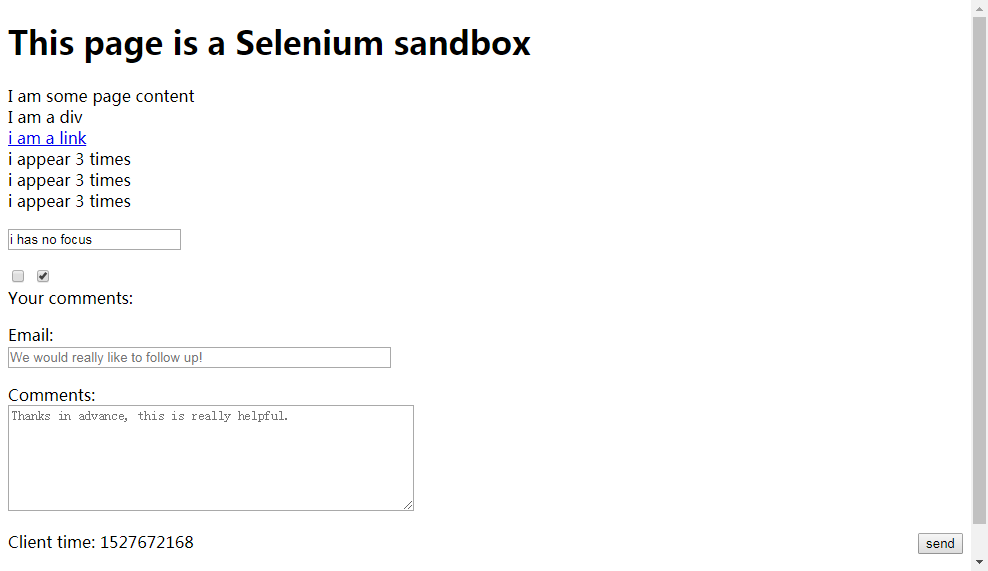 This page is a Selenium sandbox
I am some page content
I am a div
i am a link
i appear 3 times
i appear 3 times
i appear 3 times
i has no focus
Your comments:
Email:
We would really like to follow up!
Comments:
Thanks in advance, this is really helpful.
Client time: 1527672168
send